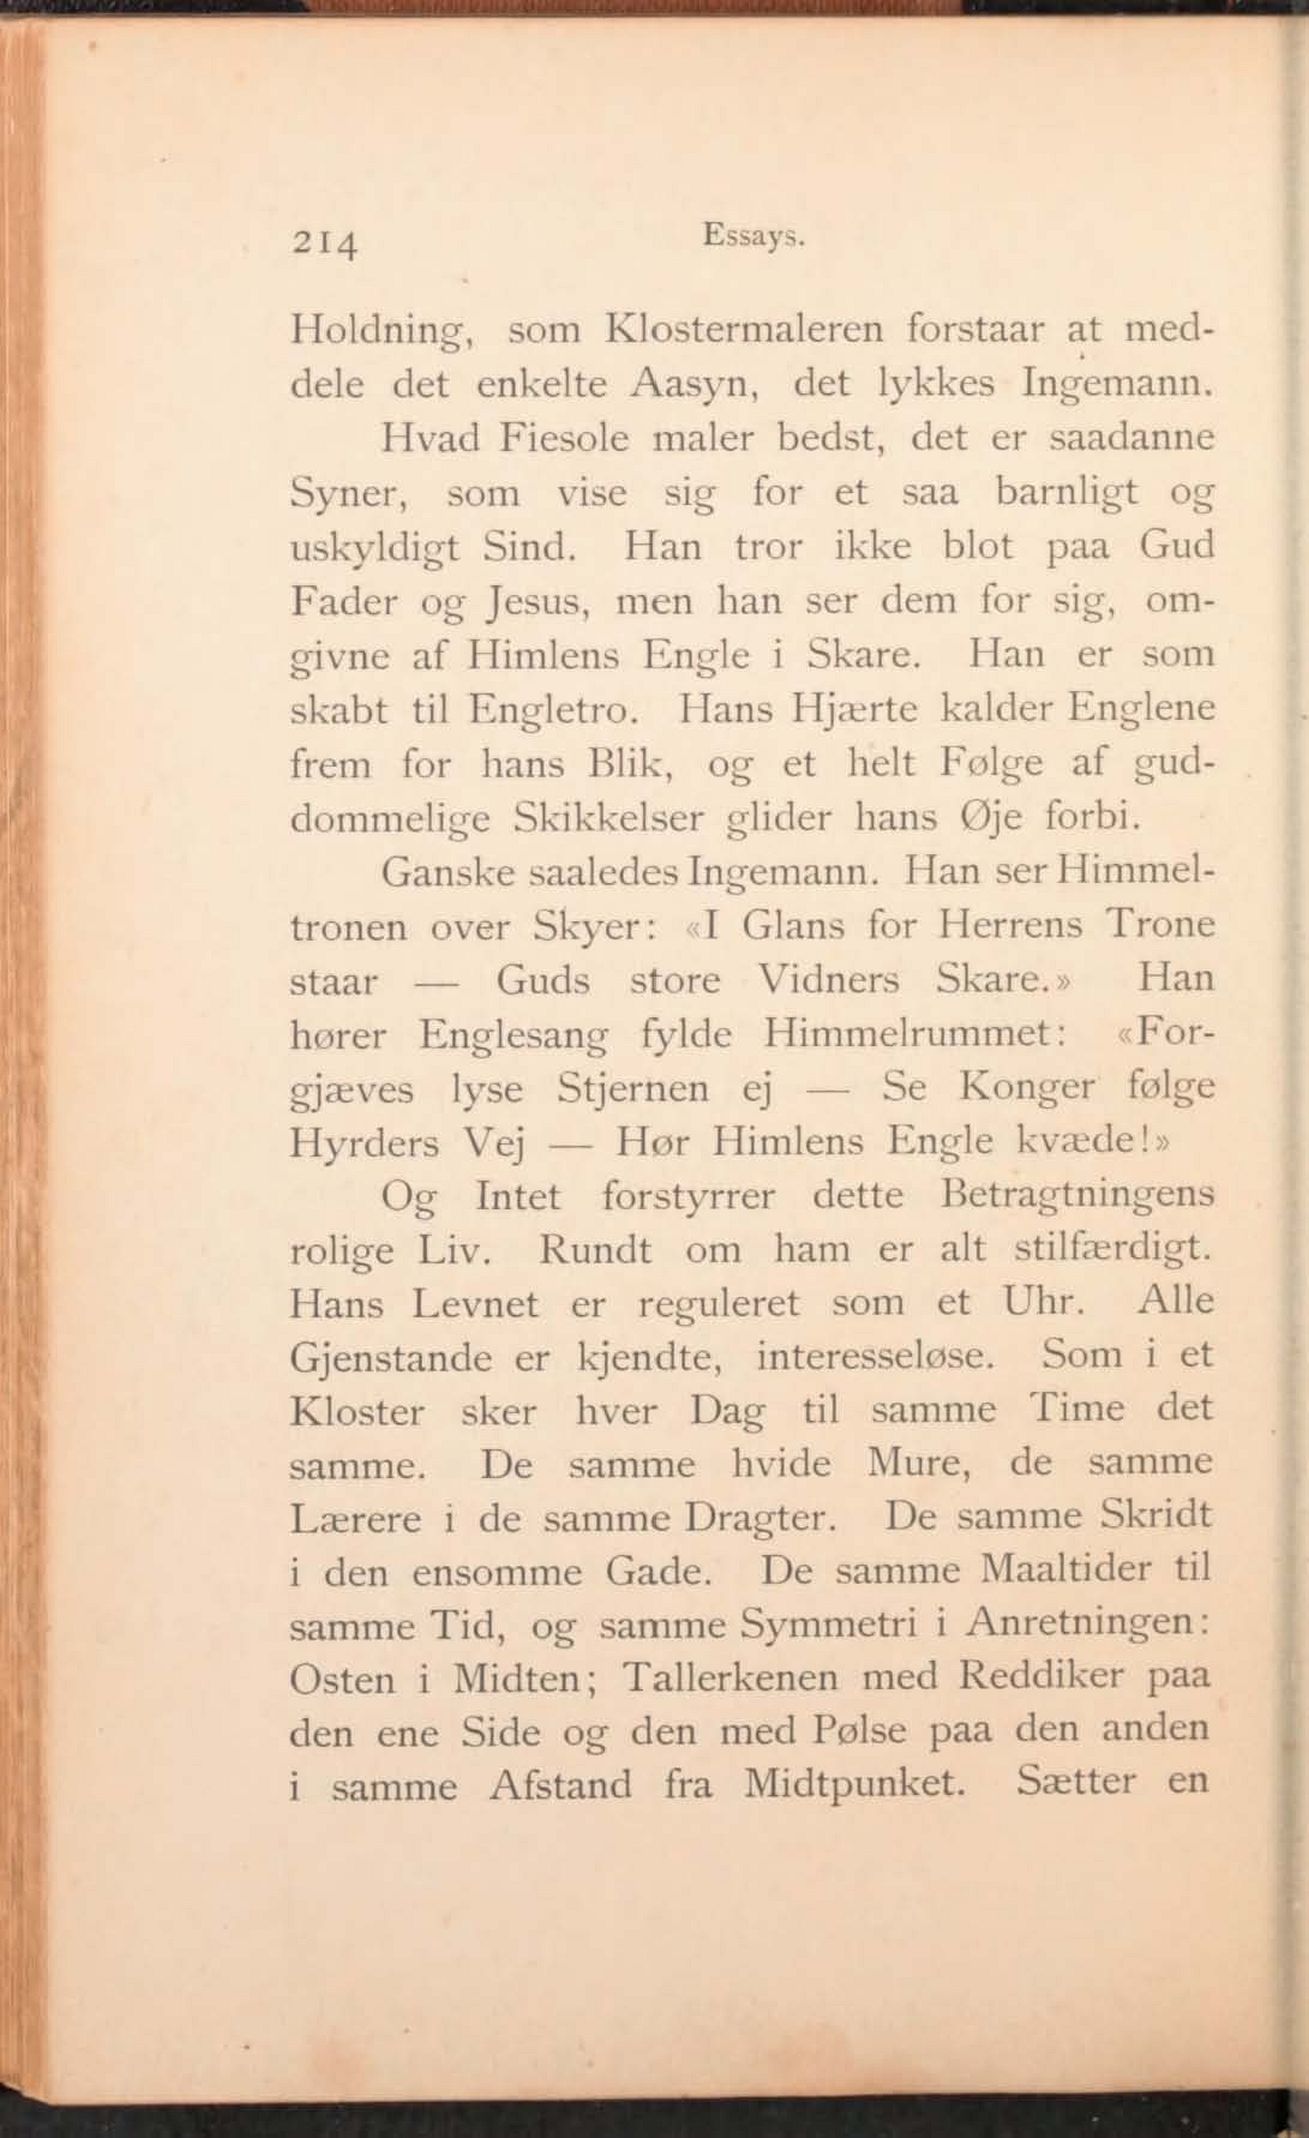 214
Essays.
Holdning, som Klostermaleren forstaar at med-
dele det enkelte Aasyn, det lykkes Ingemann.
Hvad Fiesole maler bedst, det er saadanne
Syner, som vise sig for et saa barnligt og
uskyldigt Sind. Han tror ikke blot paa Gud
Fader og Jesus, men han ser dem for sig, om-
givne af Himlens Engle i Skare. Han er som
skabt til Engletro. Hans Hjærte kalder Englene
frem for hans Blik, og et helt Følge af gud-
dommelige Skikkelser glider hans Øje forbi.
Ganske saaledes Ingemann. Han ser Himmel-
tronen over Skyer: «I Glans for Herrens Trone
staar — Guds store Vidners Skare.» Han
hører Englesang fylde Himmelrummet: «For-
gjæves lyse Stjernen ej — Se Konger følge
Hyrders Vej — Hør Himlens Engle kvæde!»
Og Intet forstyrrer dette Betragtningens
rolige Liv. Rundt om ham er alt stilfærdigt.
Hans Levnet er reguleret som et Uhr. Alle
Gjenstande er kjendte, interesseløse. Som i et
Kloster sker hver Dag til samme Time det
samme. De samme hvide Mure, de samme
Lærere i de samme Dragter. De samme Skridt
i den ensomme Gade. De samme Maaltider til
samme Tid, og samme Symmetri i Anretningen:
Osten i Midten; Tallerkenen med Reddiker paa
den ene Side og den med Pølse paa den anden
i samme Afstand fra Midtpunket. Sætter en